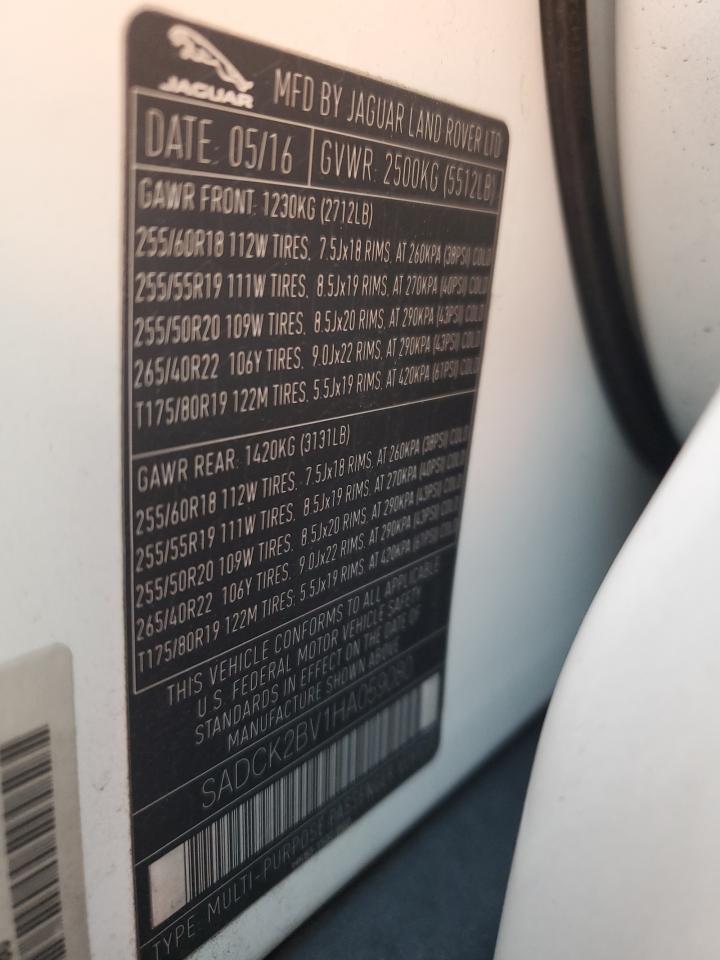 JAGUAR
MFD BY JAGUAR LAND ROVER LTD
DATE: 05/16 GVWR: 2500KG (5512LB)
GAWR FRONT: 1230KG (2712LB)
255/60R18 112W TIRES, 7.5Jx18 RIMS, AT 260KPA (38PSI) COLD
255/55R19 111W TIRES, 8.5Jx19 RIMS, AT 270KPA (40PSI) COLD
255/50R20 109W TIRES, 8.5Jx20 RIMS, AT 290KPA (43PSI) COLD
265/40R22 106Y TIRES, 9.0Jx22 RIMS, AT 290KPA (43PSI) COLD
T175/80R19 122M TIRES, 5.5Jx19 RIMS, AT 420KPA (61PSI) COLD
GAWR REAR: 1420KG (3131LB)
255/60R18 112W TIRES, 7.5Jx18 RIMS, AT 260KPA (38PSI) COLD
255/55R19 111W TIRES, 8.5Jx19 RIMS, AT 270KPA (40PSI) COLD
255/50R20 109W TIRES, 8.5Jx20 RIMS, AT 290KPA (43PSI) COLD
265/40R22 106Y TIRES, 9.0Jx22 RIMS, AT 290KPA (43PSI) COLD
T175/80R19 122M TIRES, 5.5Jx19 RIMS, AT 420KPA (61PSI) COLD
THIS VEHICLE CONFORMS TO ALL APPLICABLE
U.S. FEDERAL MOTOR VEHICLE SAFETY
STANDARDS IN EFFECT ON THE DATE OF
MANUFACTURE SHOWN ABOVE
SADCK2BV1HA059080
TYPE: MULTI-PURPOSE PASSENGER